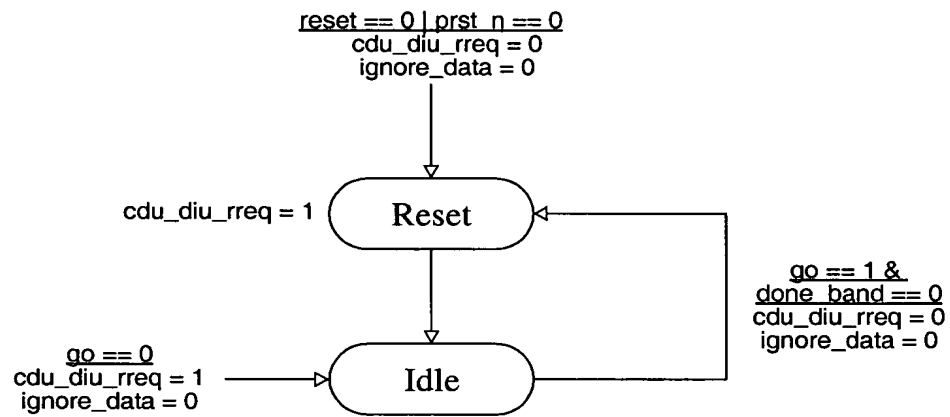 reset == 0 | prst_n == 0
cdu_diu_rreq = 0
ignore_data = 0
cdu_diu_rreq = 1
Reset
go == 1 &
done_band == 0
cdu_diu_rreq = 0
ignore_data = 0
go == 0
cdu_diu_rreq = 1
ignore_data = 0
Idle